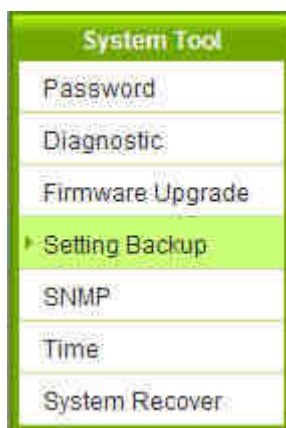 System Tool
Password
Diagnostic
Firmware Upgrade
Setting Backup
SNMP
Time
System Recover